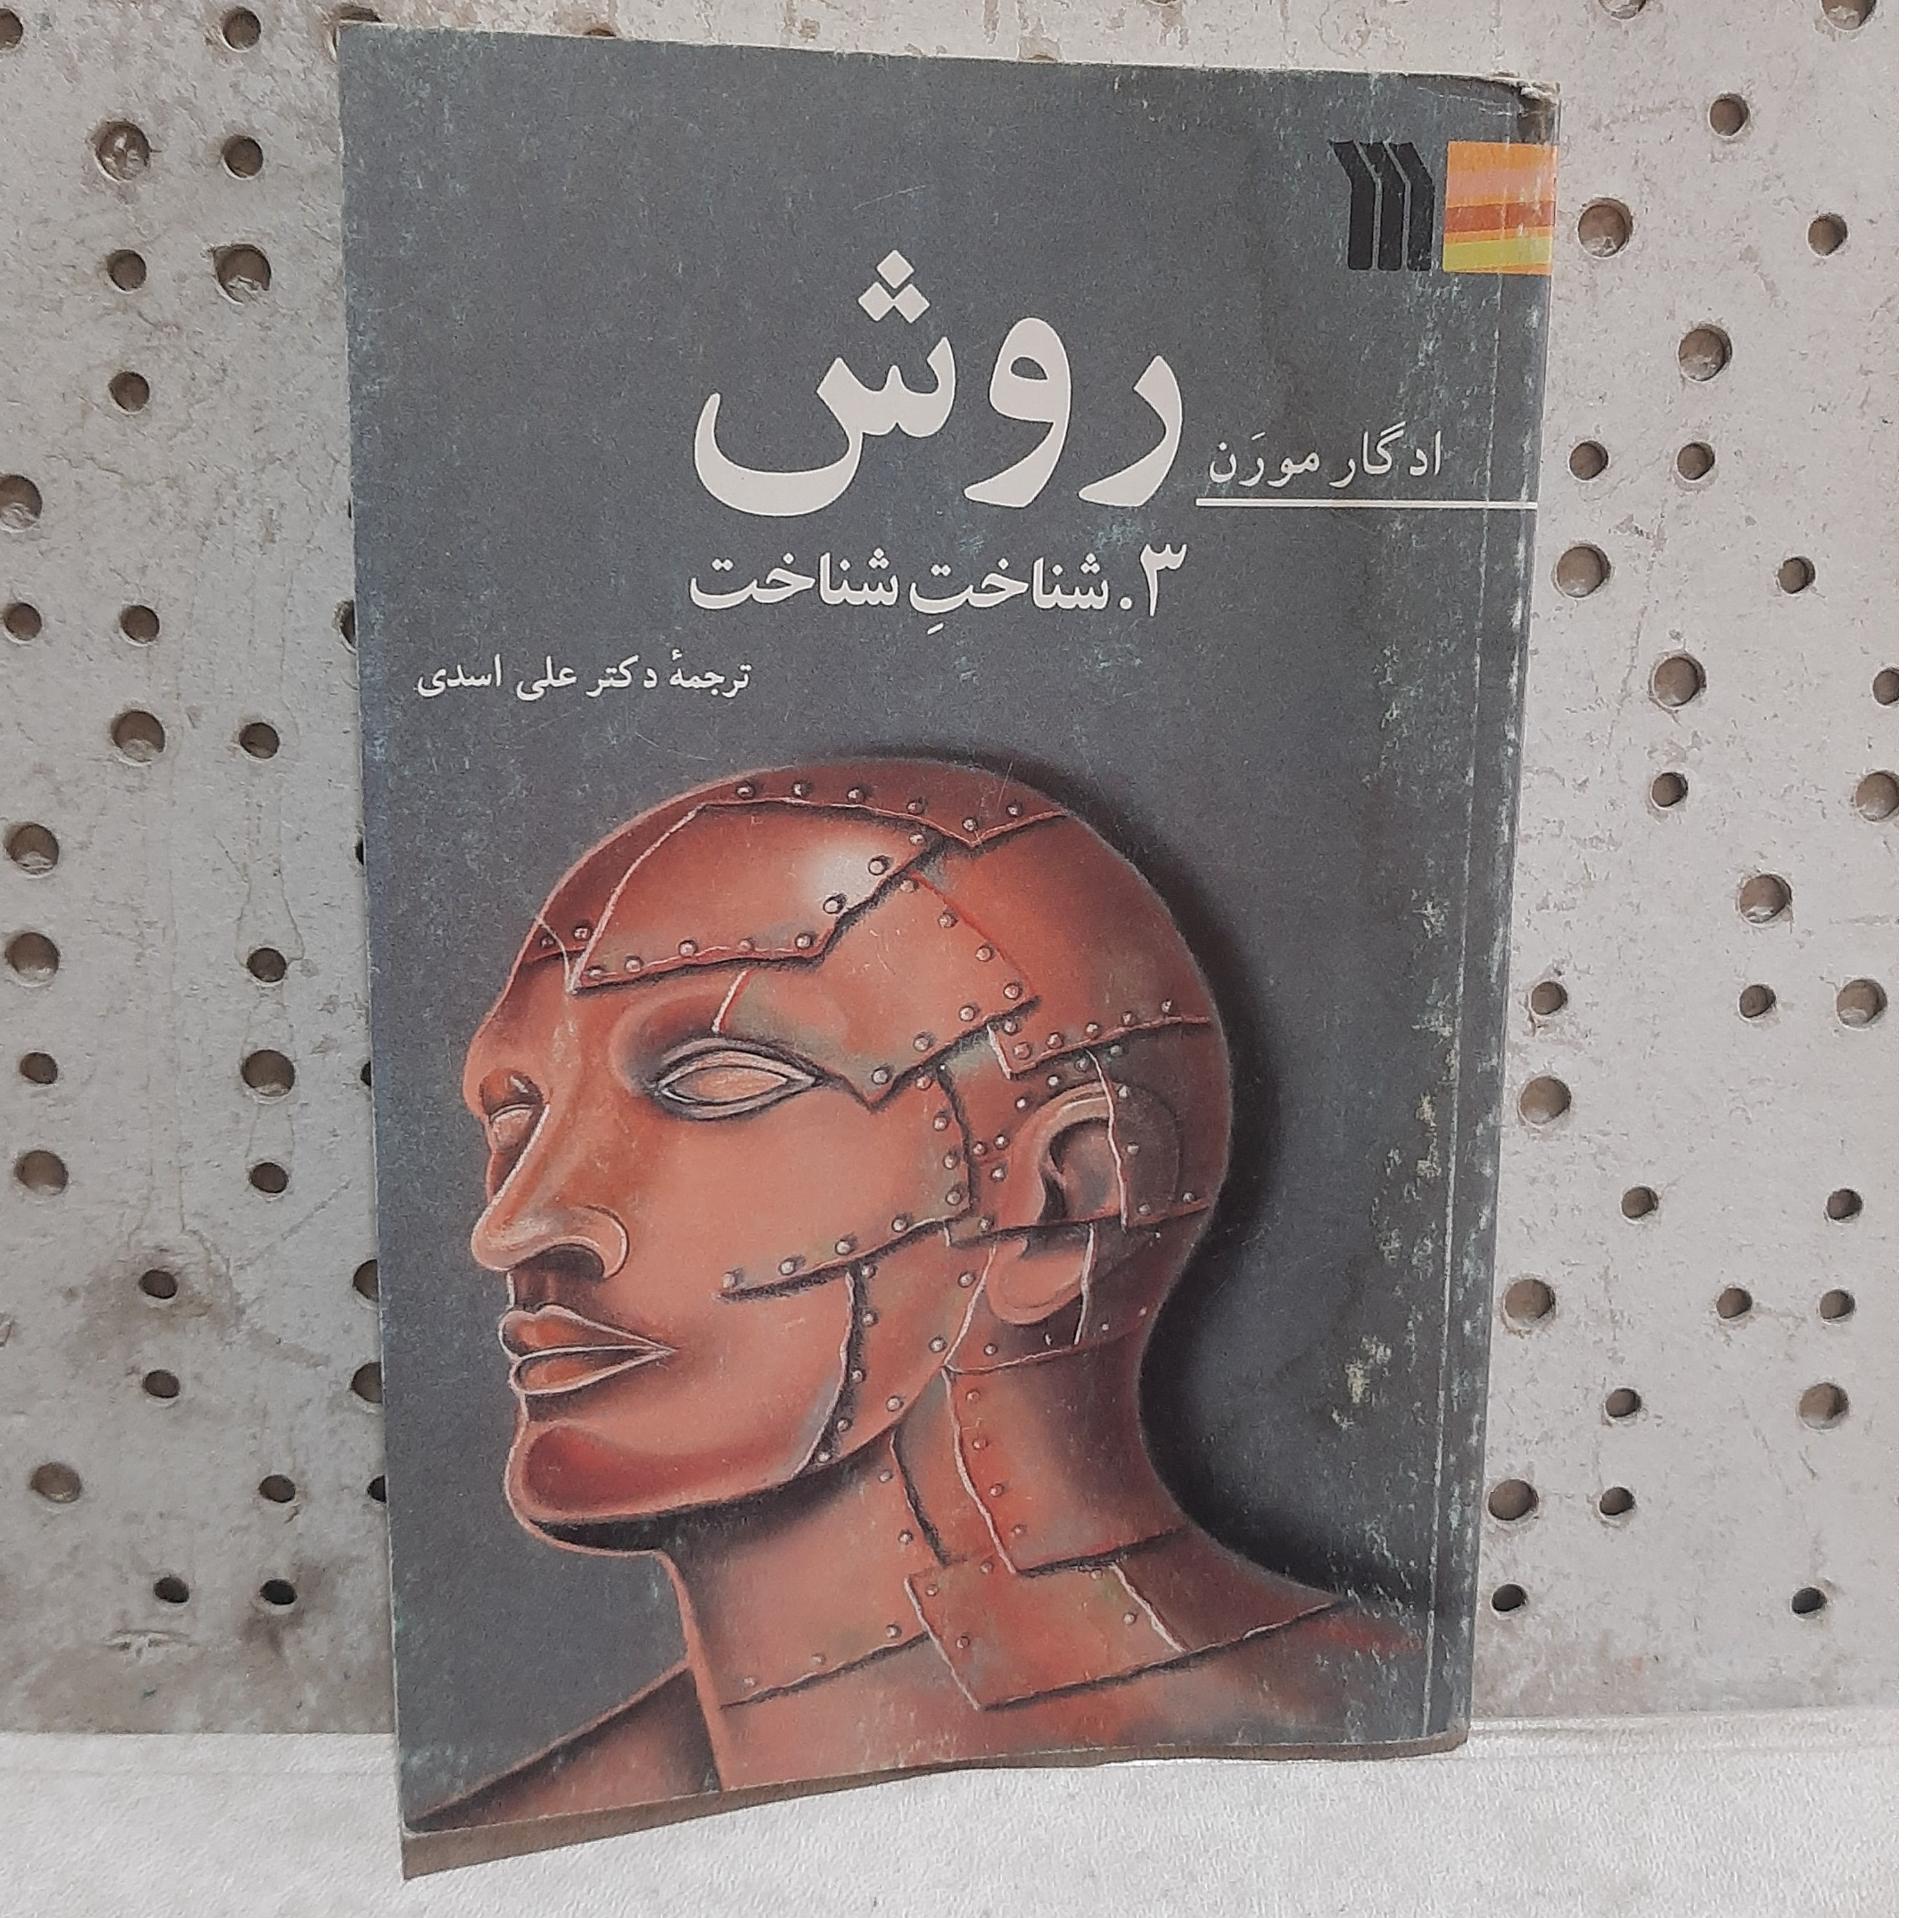 روش
ادگار مورَن
۳. شناختِ شناخت
ترجمهٔ دکتر علی اسدی